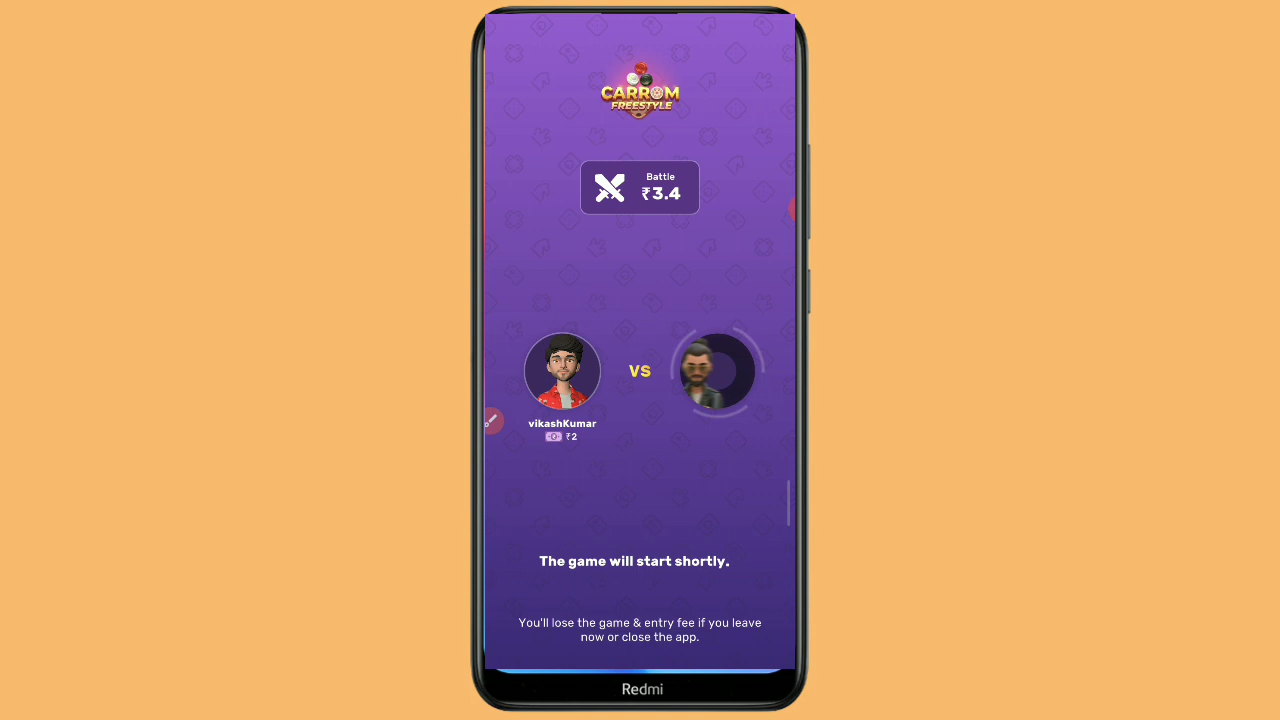 CARROM
FREESTYLE
Battle
₹3.4
VS
vikashKumar
₹2
The game will start shortly.
You'll lose the game & entry fee if you leave
now or close the app.
Redmi